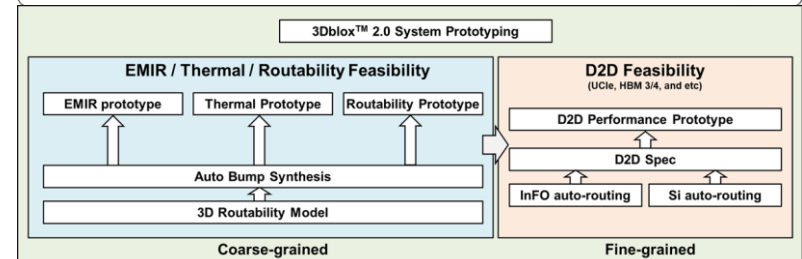 3Dblox™ 2.0 System Prototyping
EMIR / Thermal / Routability Feasibility
EMIR prototype
Thermal Prototype
Routability Prototype
Auto Bump Synthesis
3D Routability Model
Coarse-grained
D2D Feasibility
(UCIe, HBM 3/4, and etc)
D2D Performance Prototype
D2D Spec
InFO auto-routing
Si auto-routing
Fine-grained